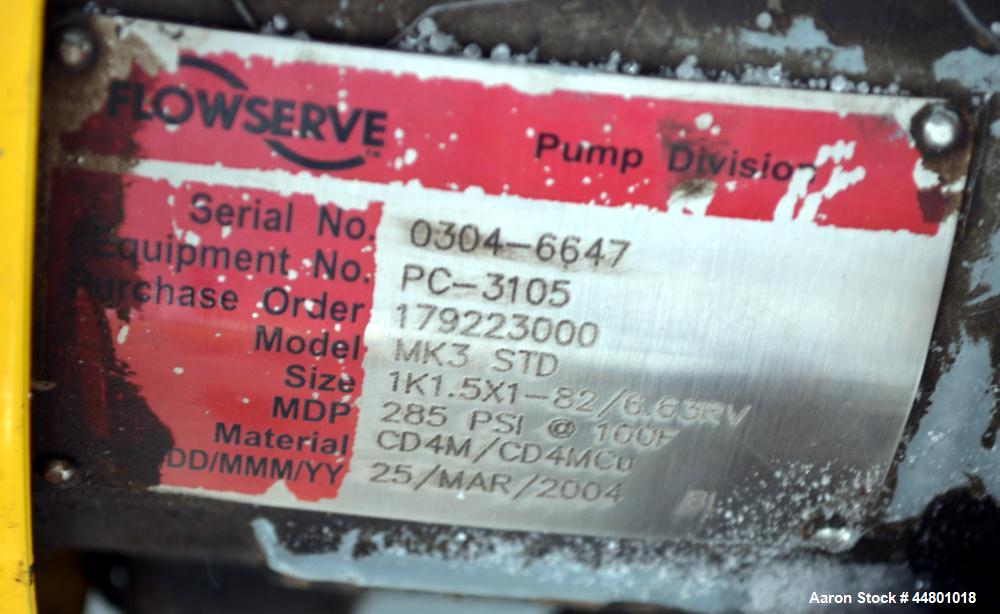 FLOWSERVE™
Pump Division
Serial No. 0304-6647
Equipment No. PC-3105
Purchase Order 179223000
Model MK3 STD
Size 1K1.5X1-82/6.63RV
MDP 285 PSI @ 100F
Material CD4M/CD4MCu
DD/MMM/YY 25/MAR/2004
Aaron Stock # 44801018